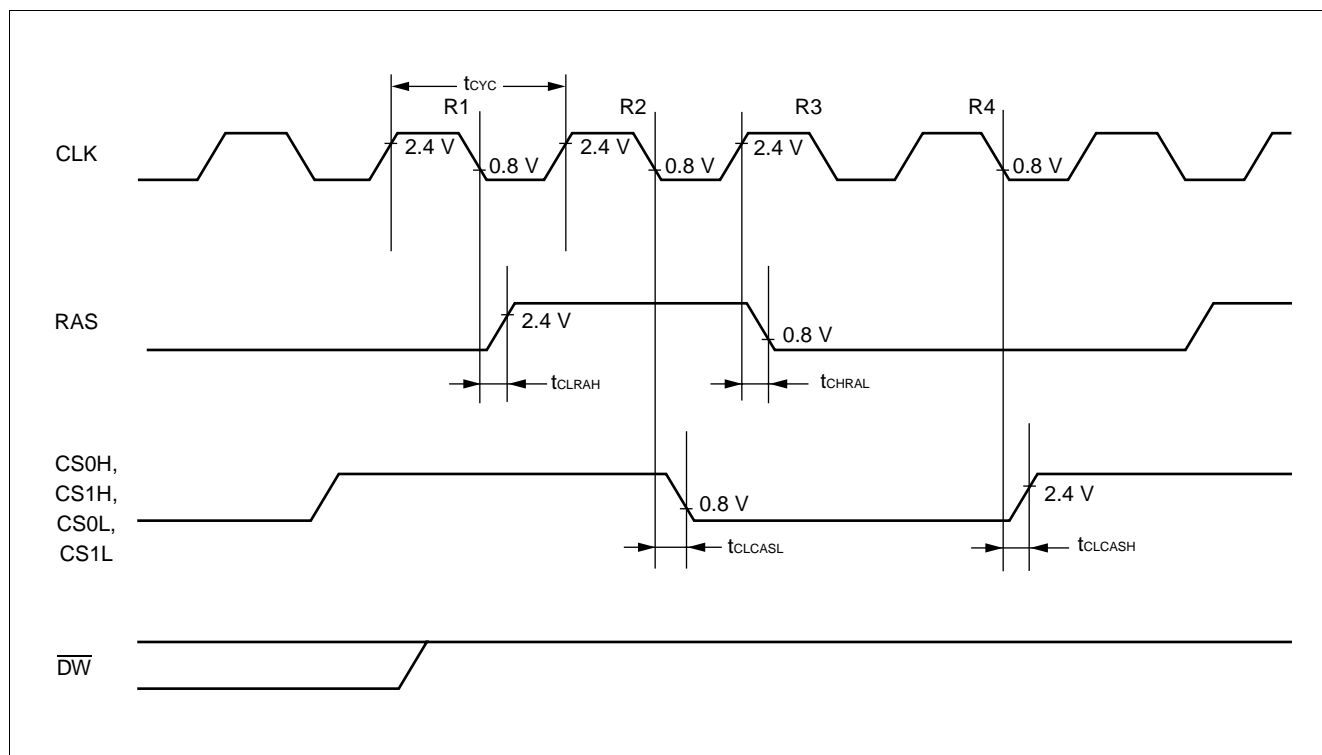 tCYC
R1 R2 R3 R4
CLK
2.4 V 0.8 V 2.4 V 0.8 V 2.4 V 0.8 V
RAS
2.4 V 0.8 V
tCLRAH tCHRAL
CS0H,
CS1H,
CS0L,
CS1L
0.8 V 2.4 V
tCLCASL tCLCASH
DW